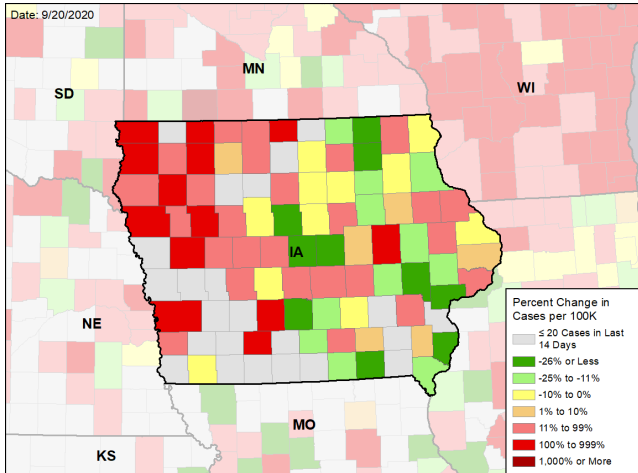 Date: 9/20/2020
MN
SD
WI
IA
NE
MO
KS
Percent Change in
Cases per 100K
≤ 20 Cases in Last
14 Days
-26% or Less
-25% to -11%
-10% to 0%
1% to 10%
11% to 99%
100% to 999%
1,000% or More